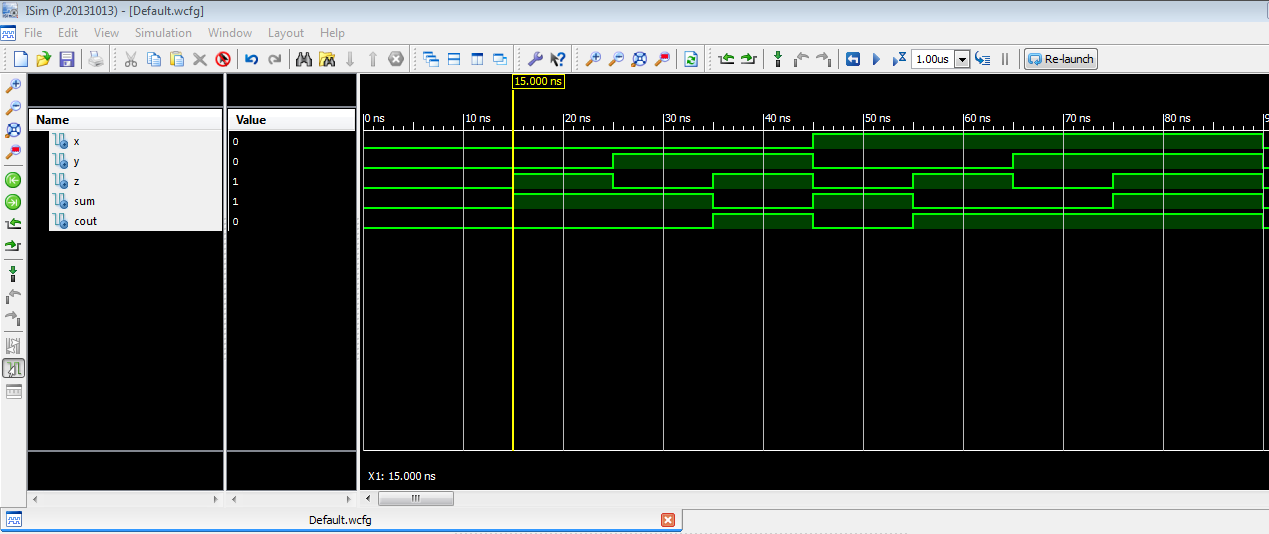 ISim (P.20131013) - [Default.wcfg]
File Edit View Simulation Window Layout Help
1.00us Re-launch
15.000 ns
Name Value
0 ns 10 ns 20 ns 30 ns 40 ns 50 ns 60 ns 70 ns 80 ns
x 0
y 0
z 1
sum 1
cout 0
X1: 15.000 ns
Default.wcfg